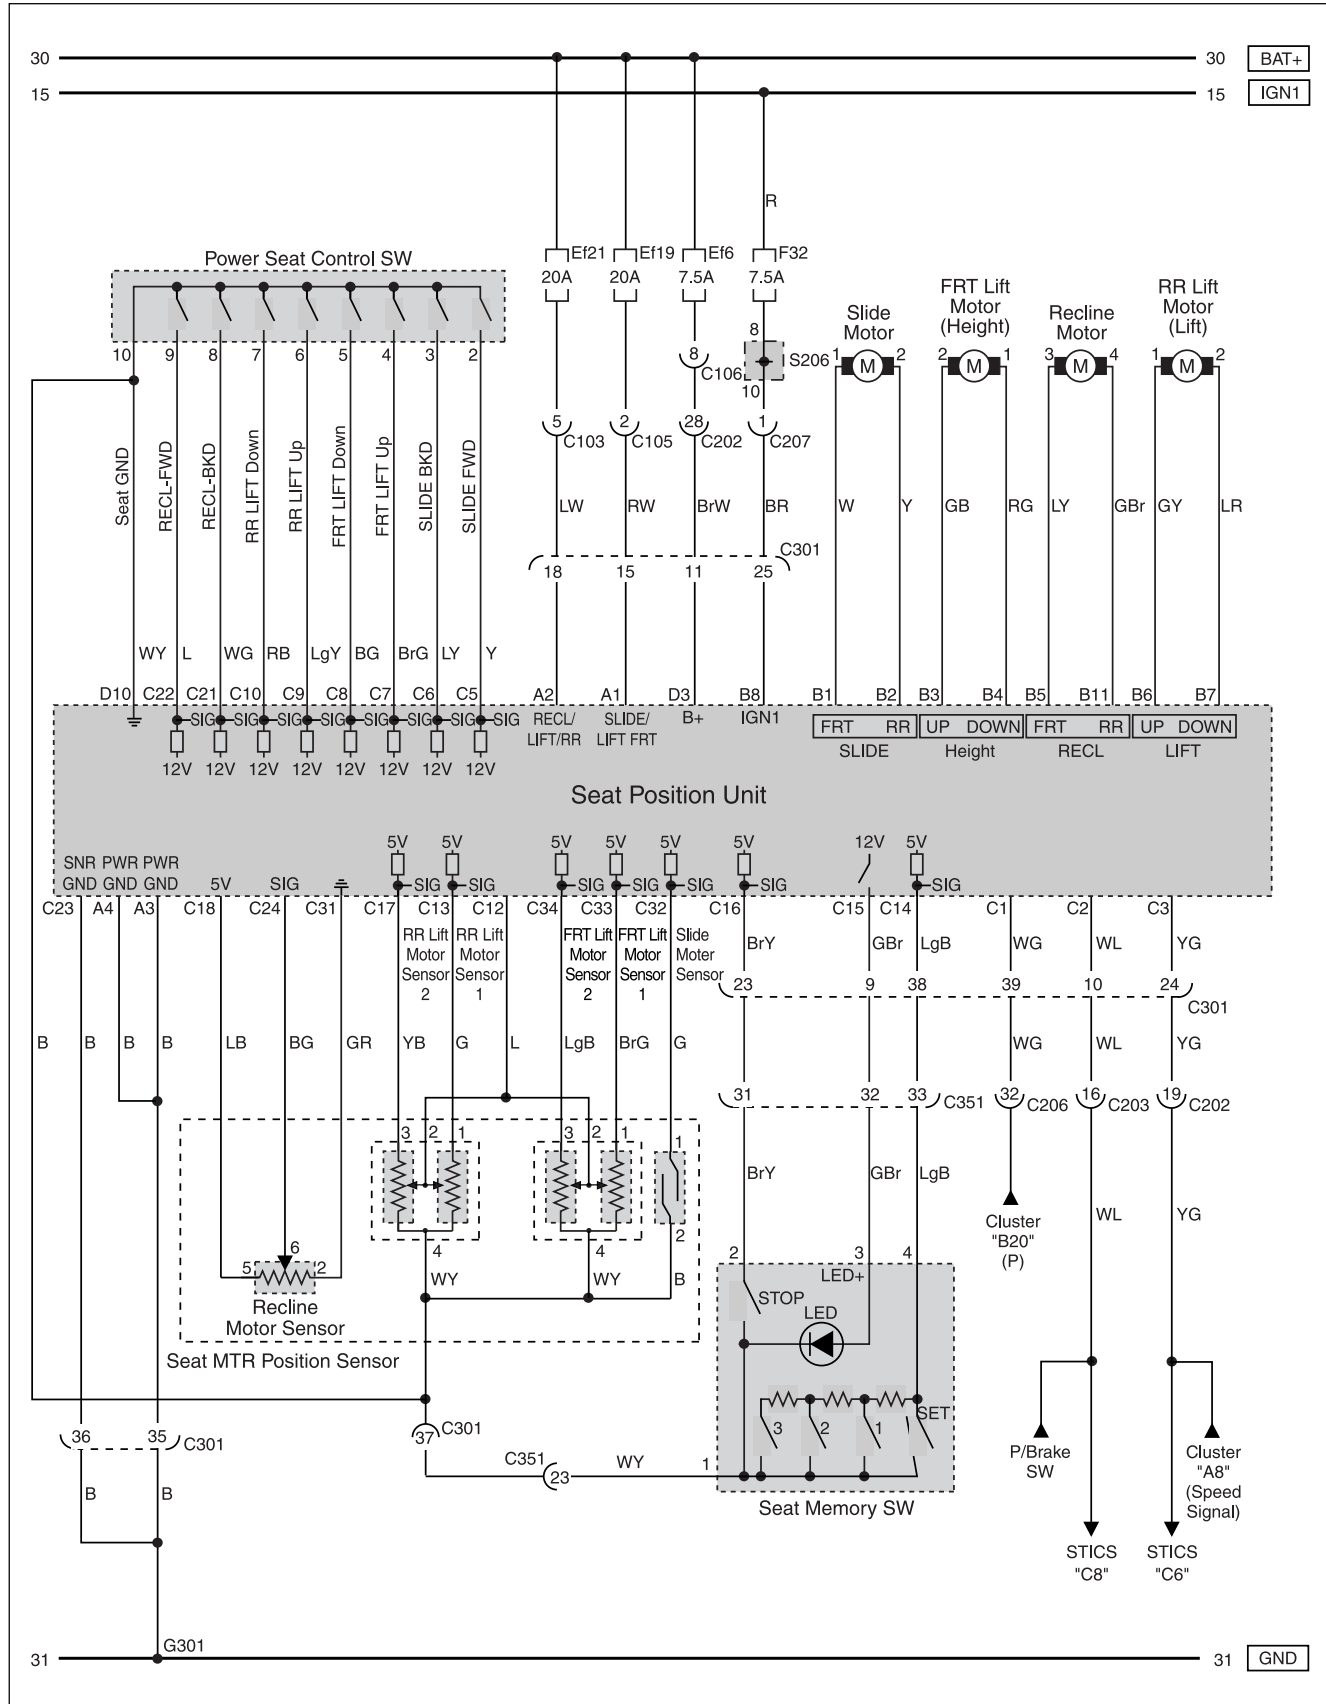 30 30 BAT+
15 15 IGN1
R
Power Seat Control SW
Ef21 Ef19 Ef6 F32
20A 20A 7.5A 7.5A
Slide
Motor
FRT Lift
Motor
(Height)
Recline
Motor
RR Lift
Motor
(Lift)
10 9 8 7 6 5 4 3 2
8 8 S206
C106
10
1 M 2 2 M 1 3 M 4 1 M 2
5 2 28 1
C103 C105 C202 C207
Seat GND
RECL-FWD
RECL-BKD
RR LIFT Down
RR LIFT Up
FRT LIFT Down
FRT LIFT Up
SLIDE BKD
SLIDE FWD
LW RW BrW BR W Y GB RG LY GBr GY LR
C301
18 15 11 25
WY L WG RB LgY BG BrG LY Y
D10 C22 C21 C10 C9 C8 C7 C6 C5 A2 A1 D3 B8 B1 B2 B3 B4 B5 B11 B6 B7
SIG SIG SIG SIG SIG SIG SIG SIG
RECL/
LIFT/RR
SLIDE/
LIFT FRT
B+ IGN1
FRT RR UP DOWN FRT RR UP DOWN
SLIDE Height RECL LIFT
12V 12V 12V 12V 12V 12V 12V 12V
Seat Position Unit
5V 5V 5V 5V 5V 5V 12V 5V
SNR PWR PWR
GND GND GND 5V SIG SIG SIG SIG SIG SIG SIG SIG
C23 A4 A3 C18 C24 C31 C17 C13 C12 C34 C33 C32 C16 C15 C14 C1 C2 C3
RR Lift
Motor
Sensor
2
RR Lift
Motor
Sensor
1
FRT Lift
Motor
Sensor
2
FRT Lift
Motor
Sensor
1
Slide
Moter
Sensor
BrY GBr LgB WG WL YG
23 9 38 39 10 24
C301
B B B B LB BG GR YB G L LgB BrG G WG WL YG
31 32 33 C351 32 C206 16 C203 19 C202
3 2 1 3 2 1 1
BrY GBr LgB
Cluster
"B20"
(P)
WL YG
4 4 2
WY WY B
5 6 2
Recline
Motor Sensor
Seat MTR Position Sensor
2 3 4
LED+
STOP
LED
3 2 1 SET
P/Brake
SW
Cluster
"A8"
(Speed
Signal)
36 35 C301
37 C301
C351 23 WY 1
Seat Memory SW
B B
STICS
"C8"
STICS
"C6"
G301
31 31 GND